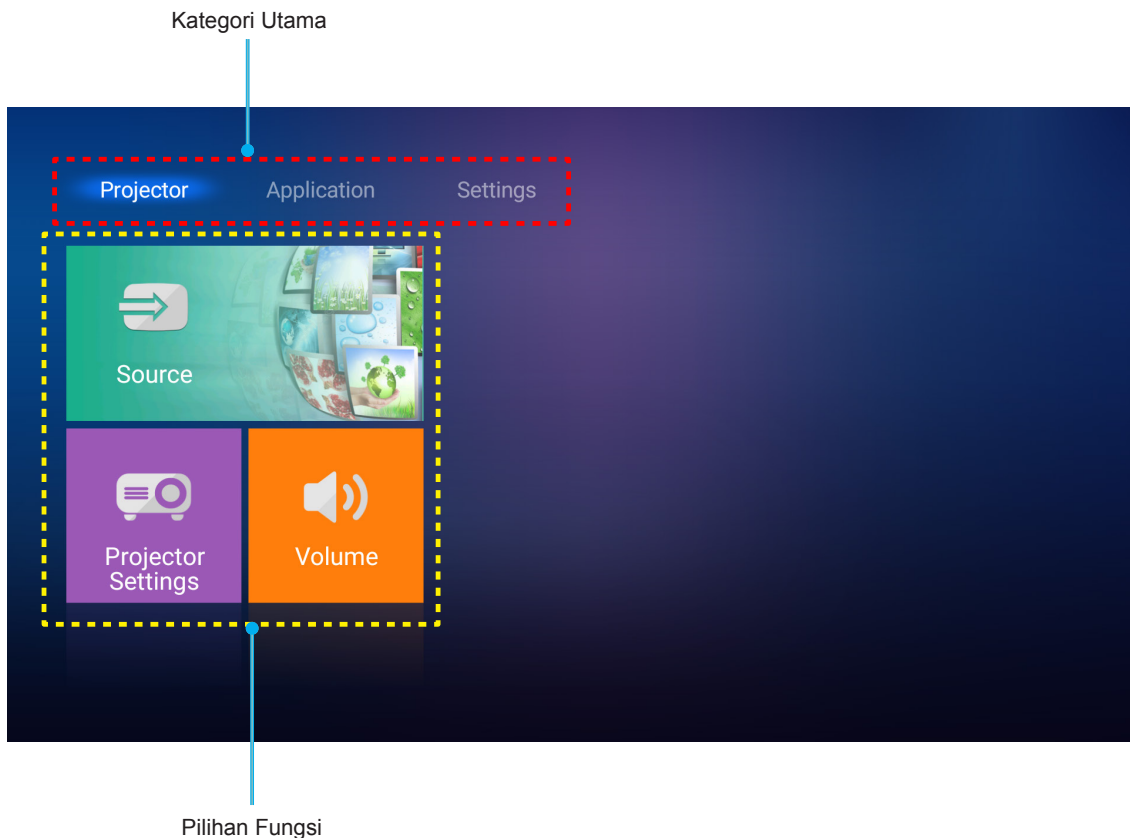 Kategori Utama
Projector Application Settings
Source
Projector
Settings
Volume
Pilihan Fungsi